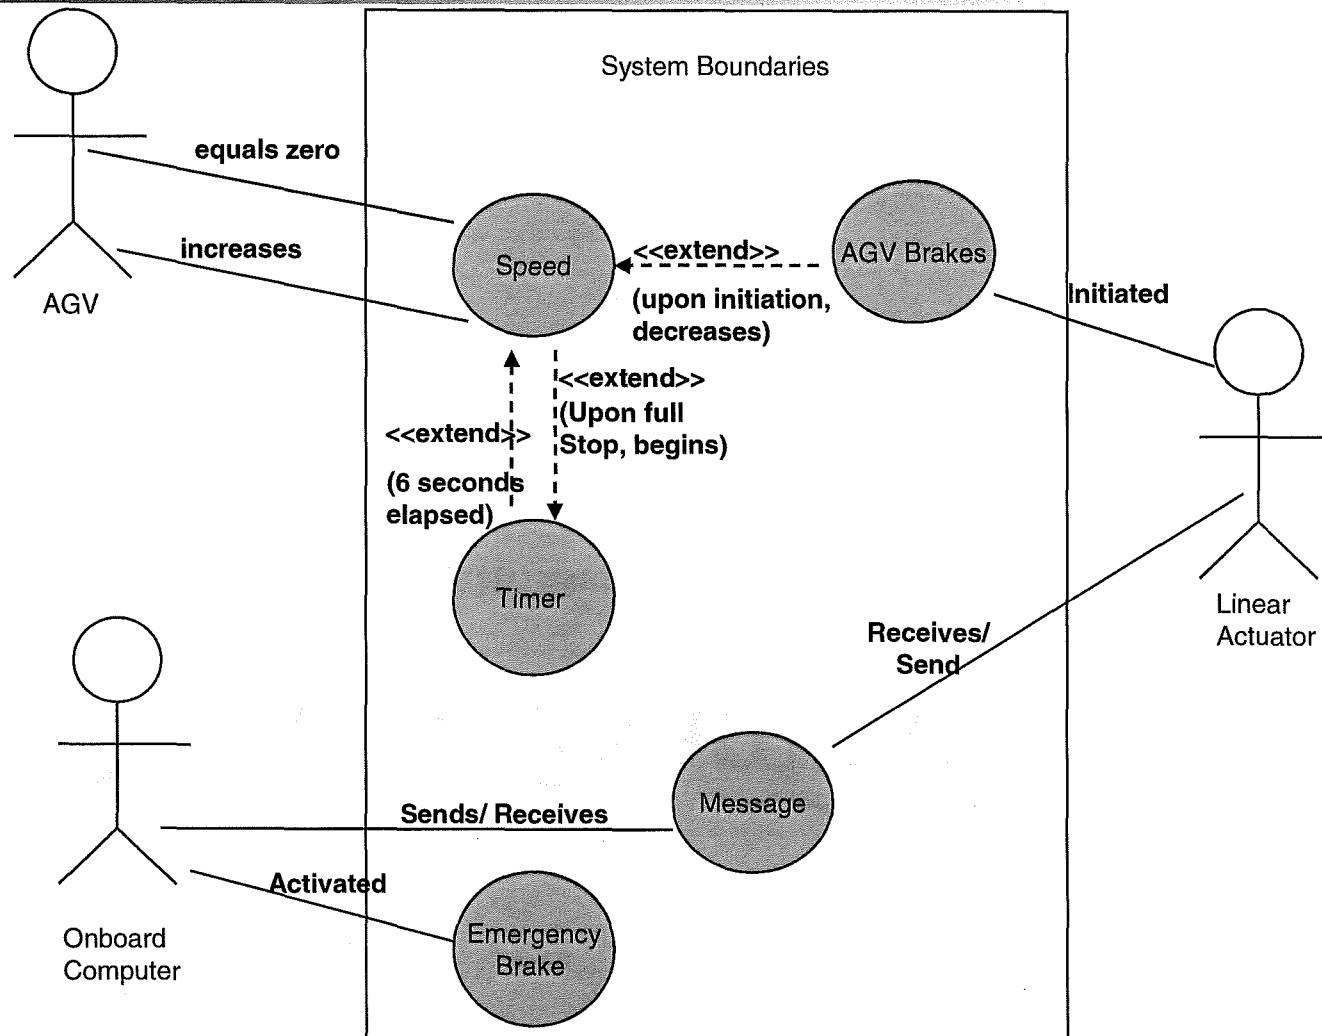 System Boundaries
equals zero
increases
Speed
<<extend>>
(upon initiation,
decreases)
AGV Brakes
Initiated
AGV
<<extend>>
(Upon full
Stop, begins)
<<extend>>
(6 seconds
elapsed)
Timer
Linear
Actuator
Receives/
Send
Message
Sends/ Receives
Activated
Emergency
Brake
Onboard
Computer